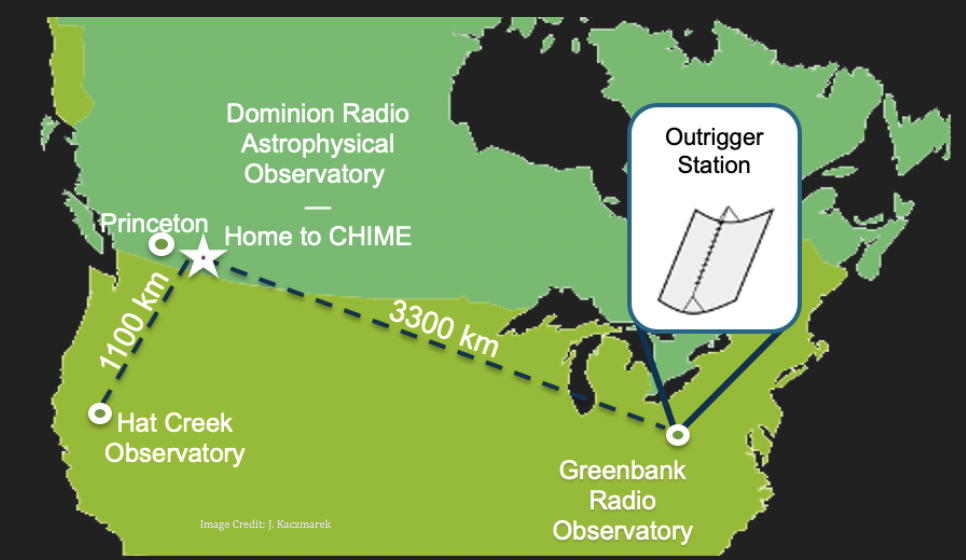 Dominion Radio
Astrophysical
Observatory
—
Home to CHIME
Princeton
Outrigger
Station
1100 km
3300 km
Hat Creek
Observatory
Greenbank
Radio
Observatory
Image Credit: J. Kaczmarek